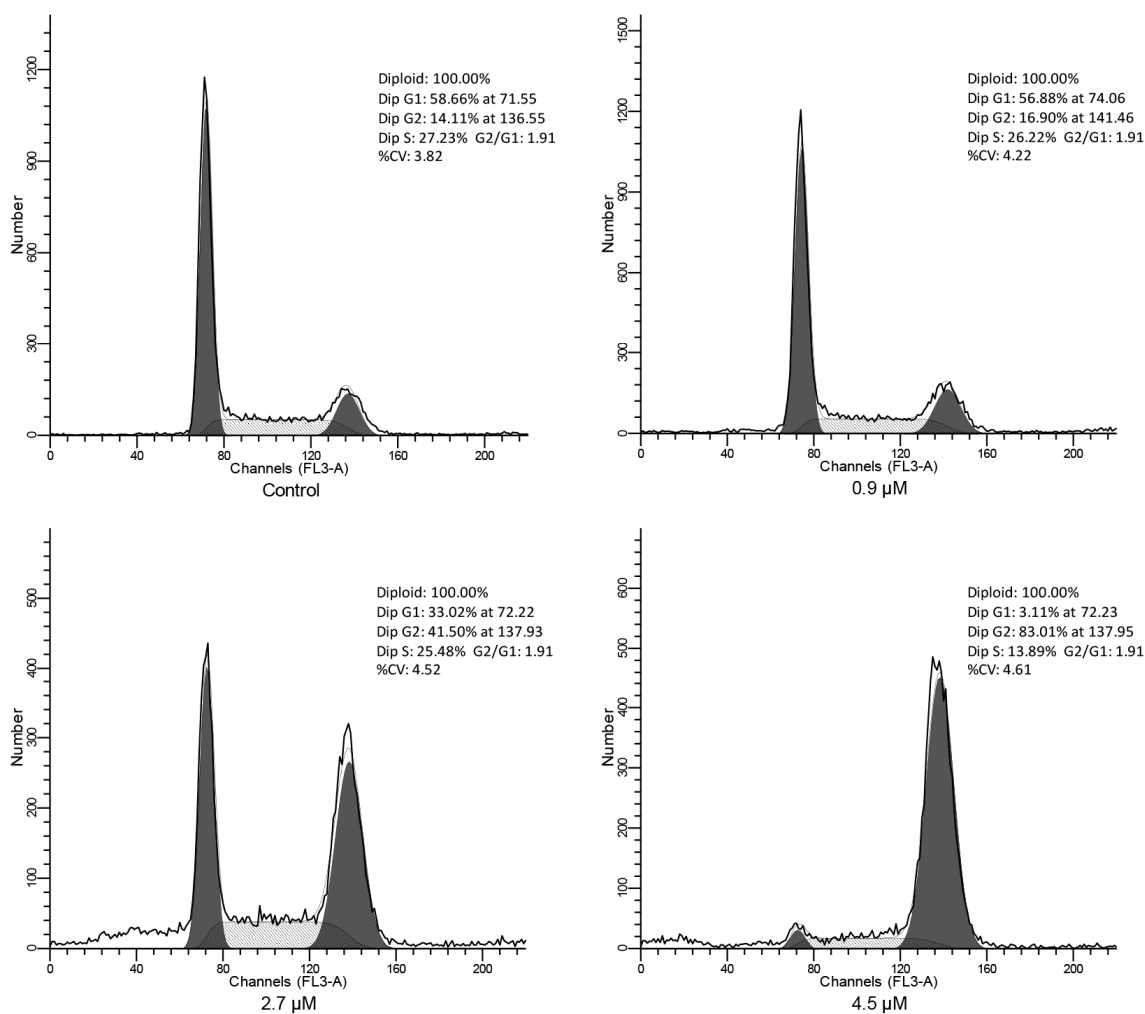 1200
900
600
300
0
Number
Diploid: 100.00%
Dip G1: 58.66% at 71.55
Dip G2: 14.11% at 136.55
Dip S: 27.23% G2/G1: 1.91
%CV: 3.82
0 40 80 120 160 200
Channels (FL3-A)
Control
1500
1200
900
600
300
0
Number
Diploid: 100.00%
Dip G1: 56.88% at 74.06
Dip G2: 16.90% at 141.46
Dip S: 26.22% G2/G1: 1.91
%CV: 4.22
0 40 80 120 160 200
Channels (FL3-A)
0.9 µM
500
400
300
200
100
0
Number
Diploid: 100.00%
Dip G1: 33.02% at 72.22
Dip G2: 41.50% at 137.93
Dip S: 25.48% G2/G1: 1.91
%CV: 4.52
0 40 80 120 160 200
Channels (FL3-A)
2.7 µM
600
500
400
300
200
100
0
Number
Diploid: 100.00%
Dip G1: 3.11% at 72.23
Dip G2: 83.01% at 137.95
Dip S: 13.89% G2/G1: 1.91
%CV: 4.61
0 40 80 120 160 200
Channels (FL3-A)
4.5 µM